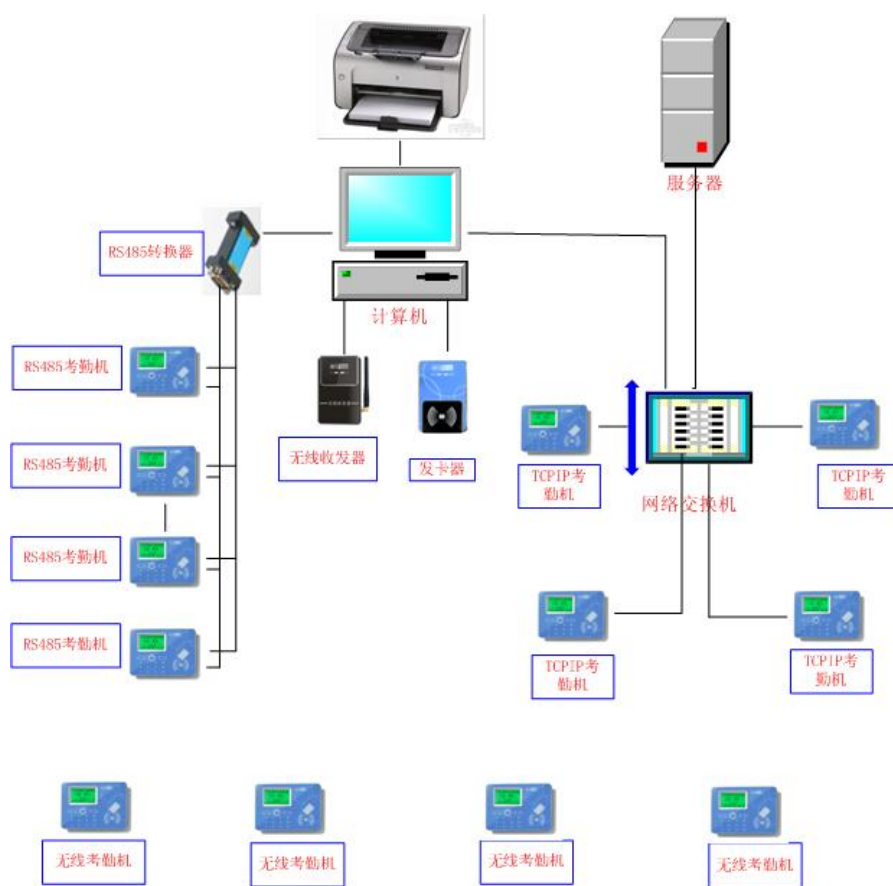 服务器
RS485转换器
计算机
RS485考勤机
无线收发器
发卡器
TCPIP考
勤机
网络交换机
TCPIP考
勤机
RS485考勤机
RS485考勤机
RS485考勤机
TCPIP考
勤机
TCPIP考
勤机
无线考勤机
无线考勤机
无线考勤机
无线考勤机